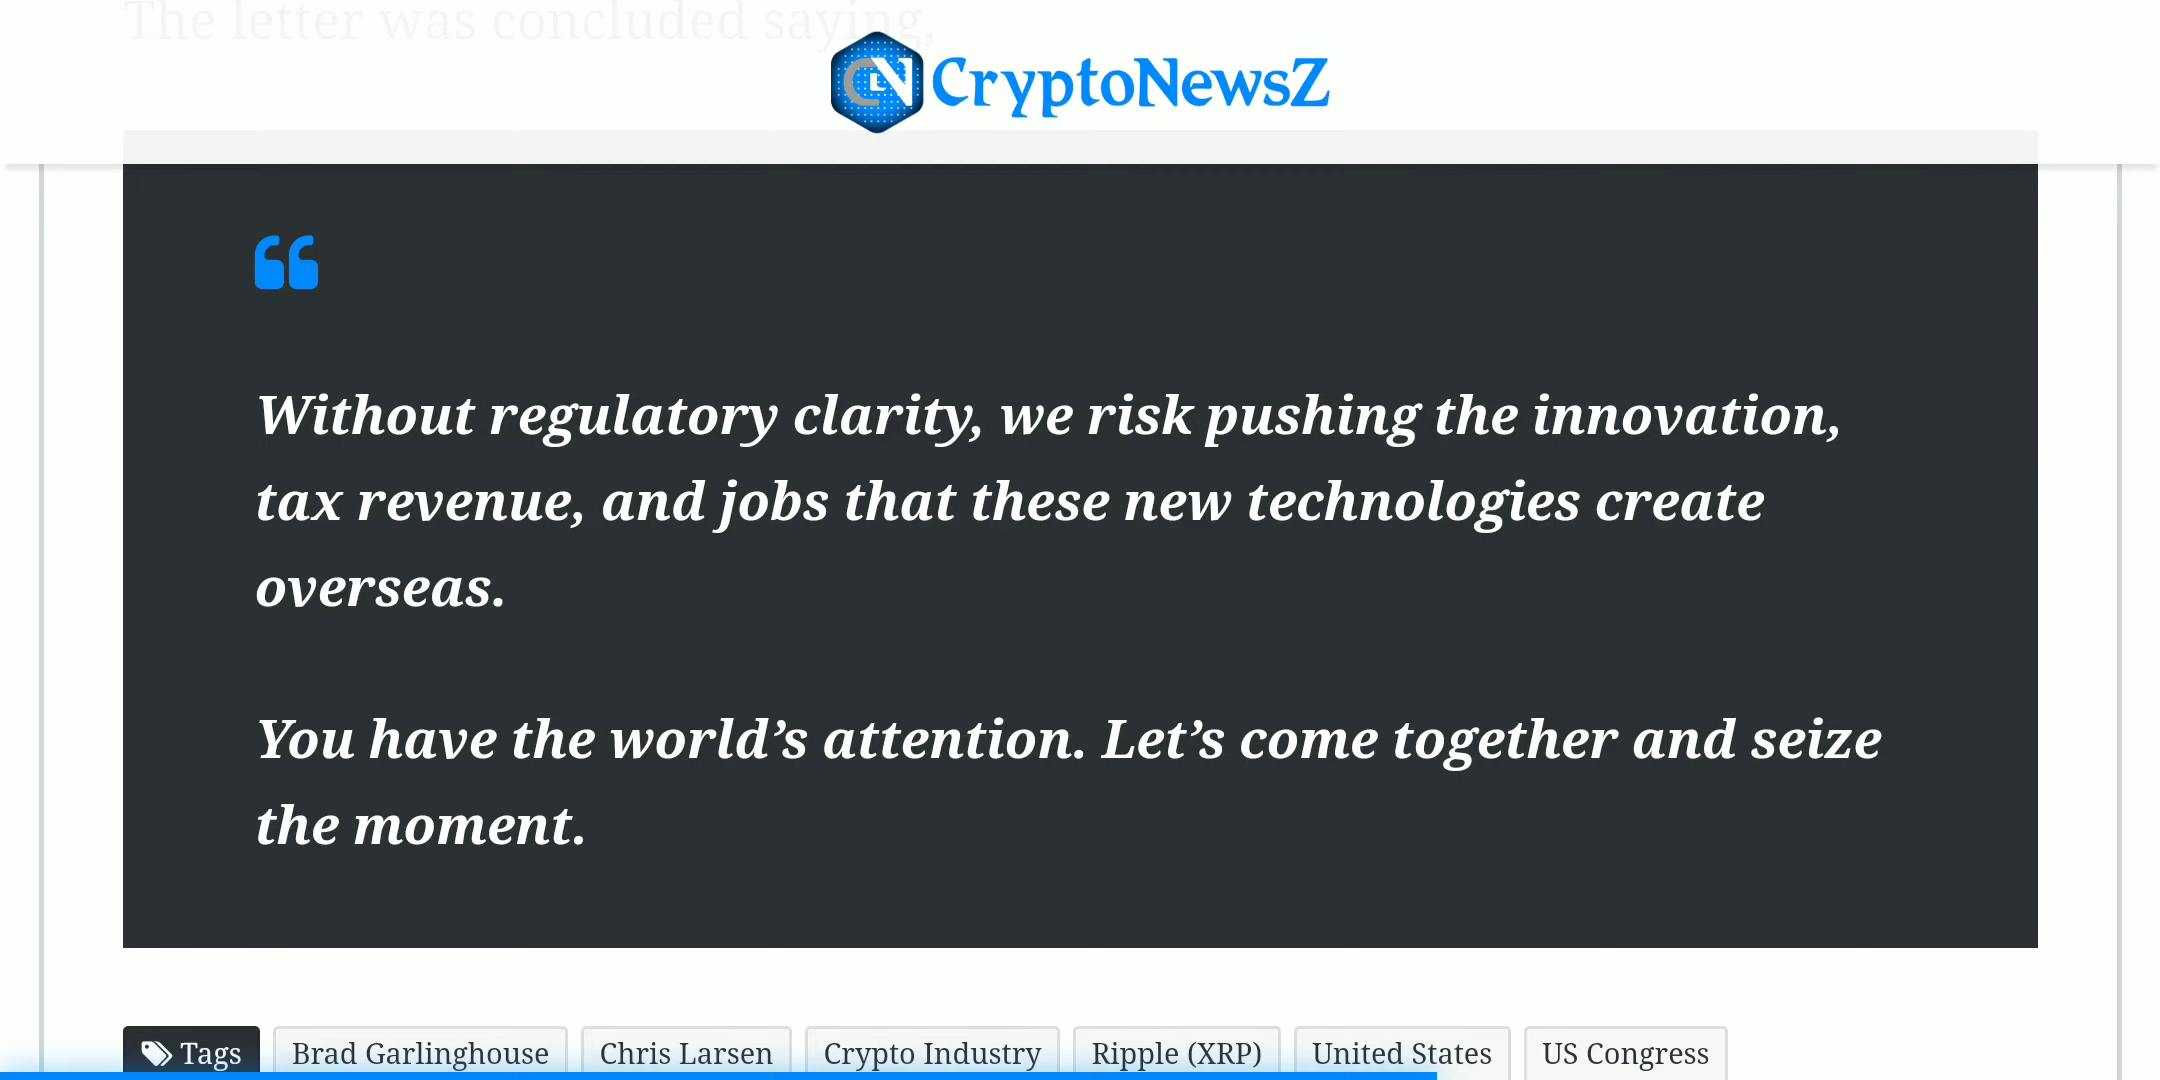 The letter was concluded saying,
CryptoNewsZ
Without regulatory clarity, we risk pushing the innovation,
tax revenue, and jobs that these new technologies create
overseas.
You have the world’s attention. Let’s come together and seize
the moment.
Tags Brad Garlinghouse Chris Larsen Crypto Industry Ripple (XRP) United States US Congress